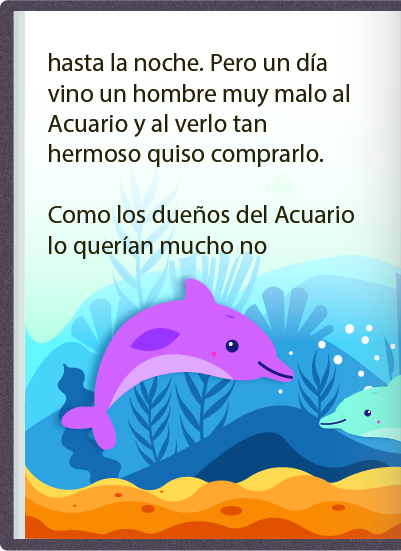 hasta la noche. Pero un día
vino un hombre muy malo al
Acuario y al verlo tan
hermoso quiso comprarlo.
Como los dueños del Acuario
lo querían mucho no